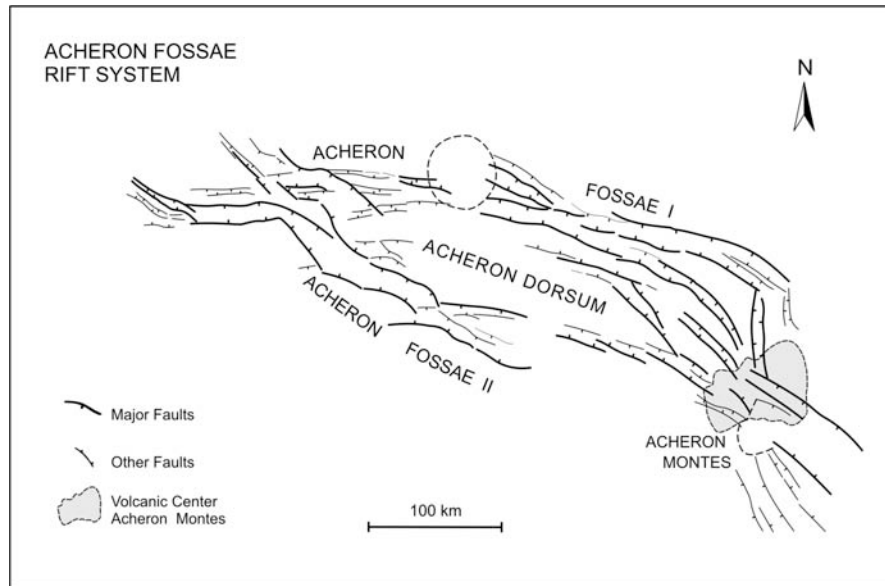 ACHERON FOSSAE
RIFT SYSTEM
N
ACHERON
FOSSAE I
ACHERON DORSUM
ACHERON
FOSSAE II
ACHERON
MONTES
Major Faults
Other Faults
Volcanic Center
Acheron Montes
100 km